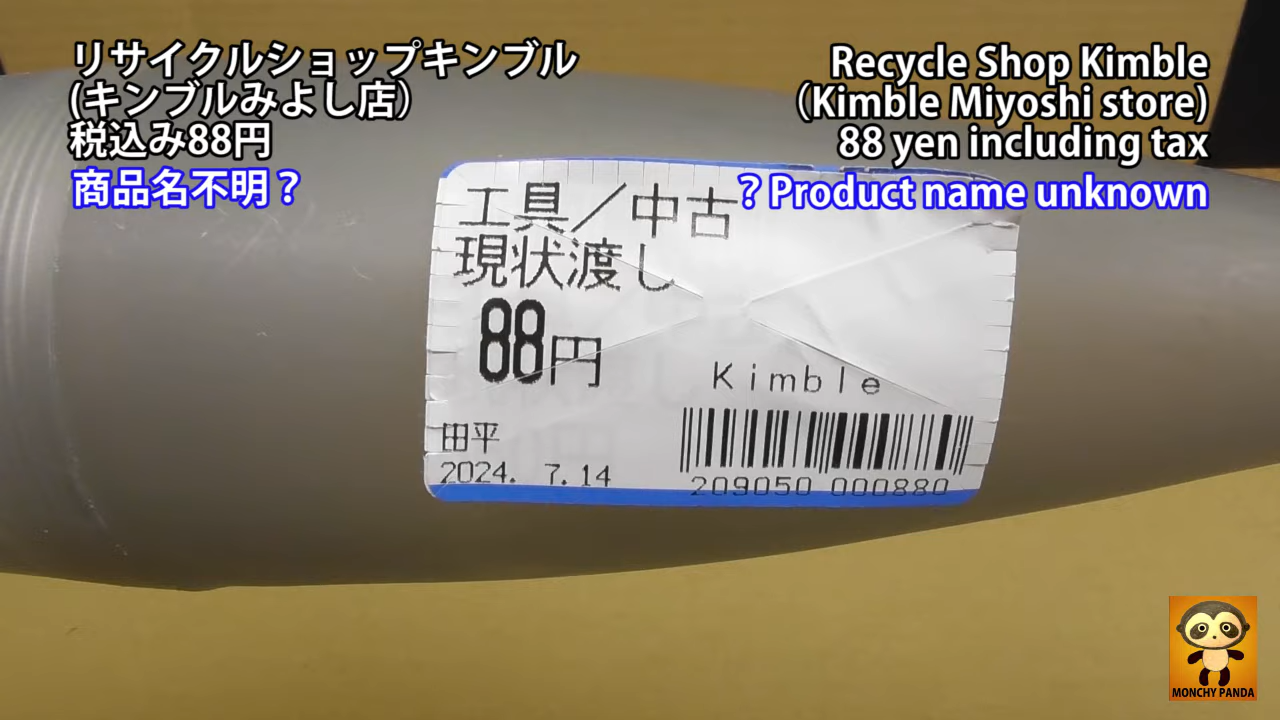 リサイクルショップキンブル
(キンブルみよし店)
税込み88円
商品名不明？
Recycle Shop Kimble
(Kimble Miyoshi store)
88 yen including tax
？Product name unknown
工具／中古
現状渡し
88円
Kimble
田平
2024. 7.14
209050 000880
MONCHY PANDA